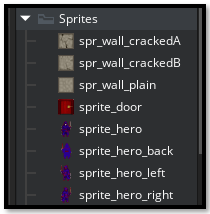 Sprites
spr_wall_crackedA
spr_wall_crackedB
spr_wall_plain
sprite_door
sprite_hero
sprite_hero_back
sprite_hero_left
sprite_hero_right